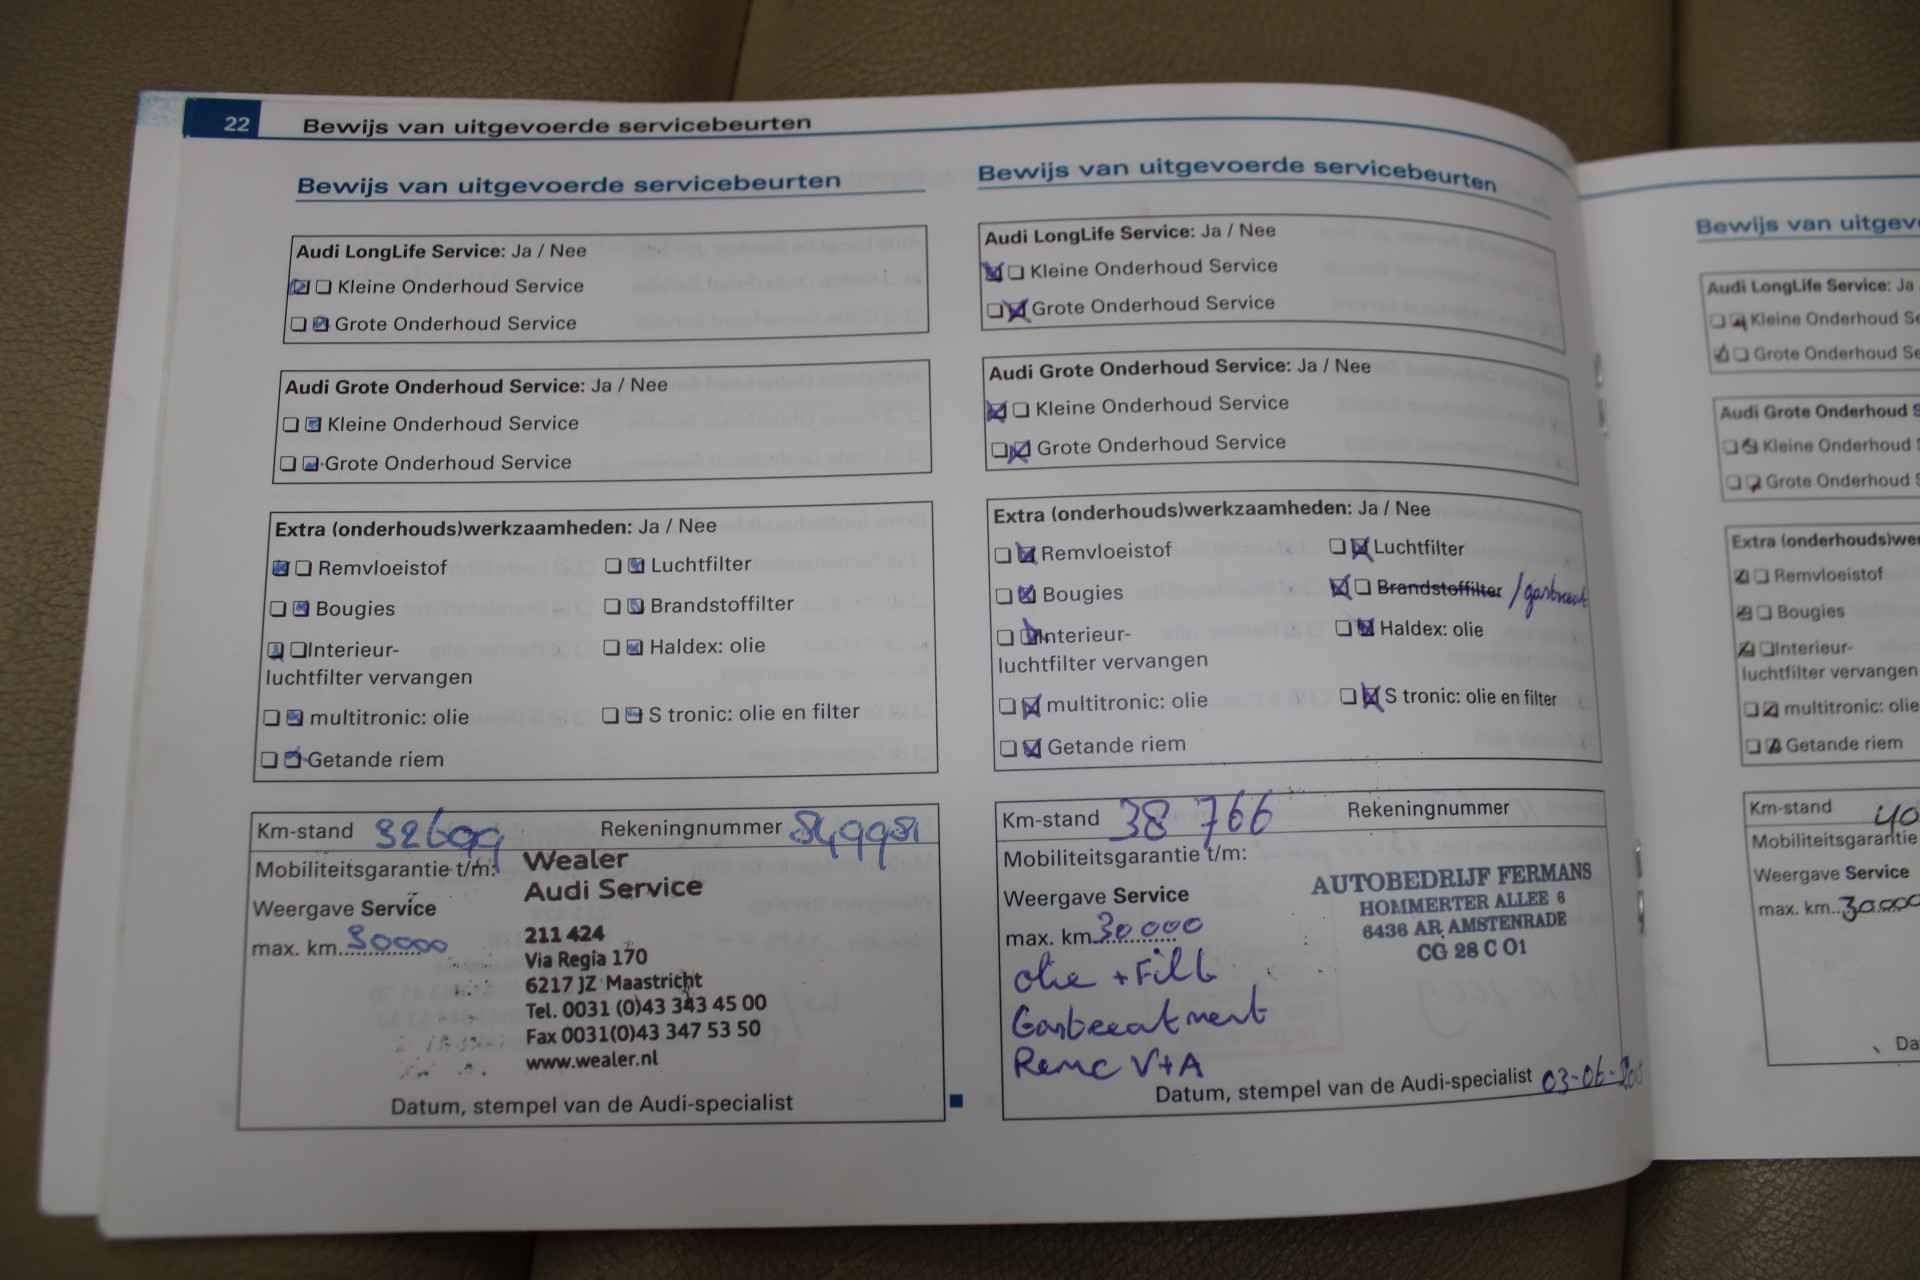 22 Bewijs van uitgevoerde servicebeurten
Bewijs van uitgevoerde servicebeurten
Audi LongLife Service: Ja / Nee
Kleine Onderhoud Service
Grote Onderhoud Service
Audi Grote Onderhoud Service: Ja / Nee
Kleine Onderhoud Service
Grote Onderhoud Service
Extra (onderhouds)werkzaamheden: Ja / Nee
Remvloeistof Luchtfilter
Bougies Brandstoffilter
Interieur- Haldex: olie
luchtfilter vervangen
multitronic: olie S tronic: olie en filter
Getande riem
Km-stand 32699 Rekeningnummer
Mobiliteitsgarantie t/m:
Weergave Service
max. km. 30000
Wealer
Audi Service
211 424
Via Regia 170
6217 JZ Maastricht
Tel. 0031 (0)43 343 45 00
Fax 0031(0)43 347 53 50
www.wealer.nl
Datum, stempel van de Audi-specialist
Bewijs van uitgevoerde servicebeurten
Audi LongLife Service: Ja / Nee
Kleine Onderhoud Service
Grote Onderhoud Service
Audi Grote Onderhoud Service: Ja / Nee
Kleine Onderhoud Service
Grote Onderhoud Service
Extra (onderhouds)werkzaamheden: Ja / Nee
Remvloeistof Luchtfilter
Bougies Brandstoffilter
Interieur- Haldex: olie
luchtfilter vervangen
multitronic: olie S tronic: olie en filter
Getande riem
Km-stand 38 766 Rekeningnummer
Mobiliteitsgarantie t/m:
Weergave Service
max. km. 30000
AUTOBEDRIJF FERMANS
HOMMERTER ALLEE 6
6436 AR AMSTENRADE
CG 28 C 01
olie + Filt
Remc V+A
Datum, stempel van de Audi-specialist 03-06-
Bewijs van uitgev
Audi LongLife Service: Ja
Kleine Onderhoud Se
Grote Onderhoud Se
Audi Grote Onderhoud S
Kleine Onderhoud
Grote Onderhoud S
Extra (onderhouds)we
Remvloeistof
Bougies
Interieur-
luchtfilter vervangen
multitronic: olie
Getande riem
Km-stand 40
Mobiliteitsgarantie
Weergave Service
max. km. 30000
Da